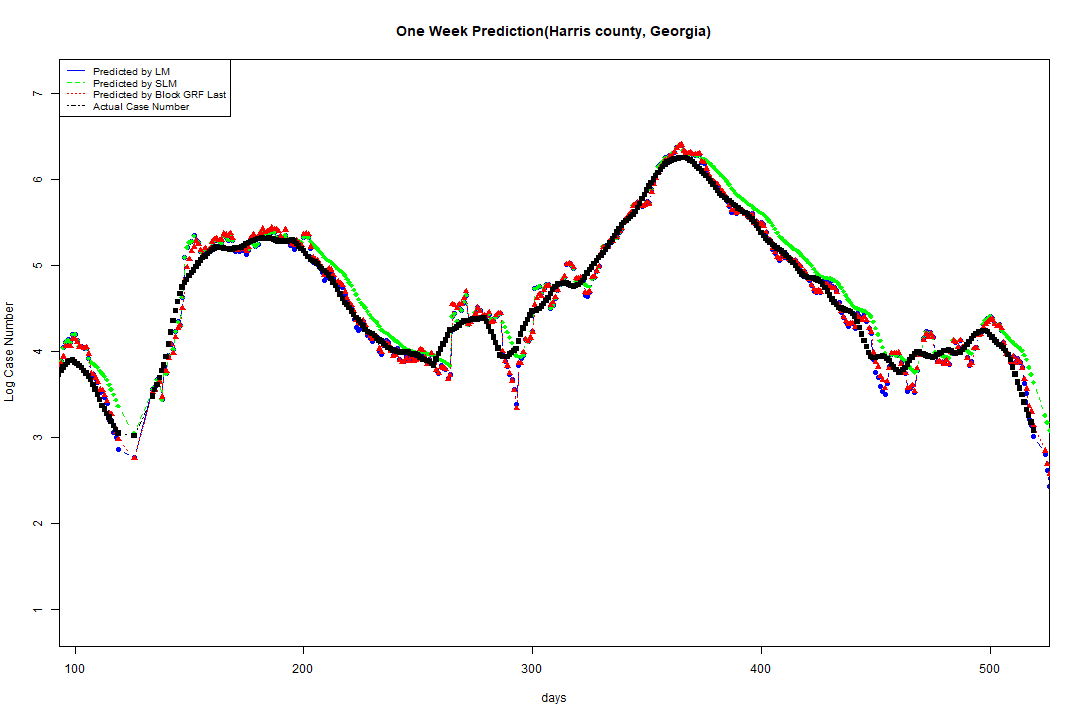 One Week Prediction(Harris county, Georgia)
Predicted by LM
Predicted by SLM
Predicted by Block GRF Last
Actual Case Number
7
6
5
4
3
2
1
Log Case Number
100 200 300 400 500
days